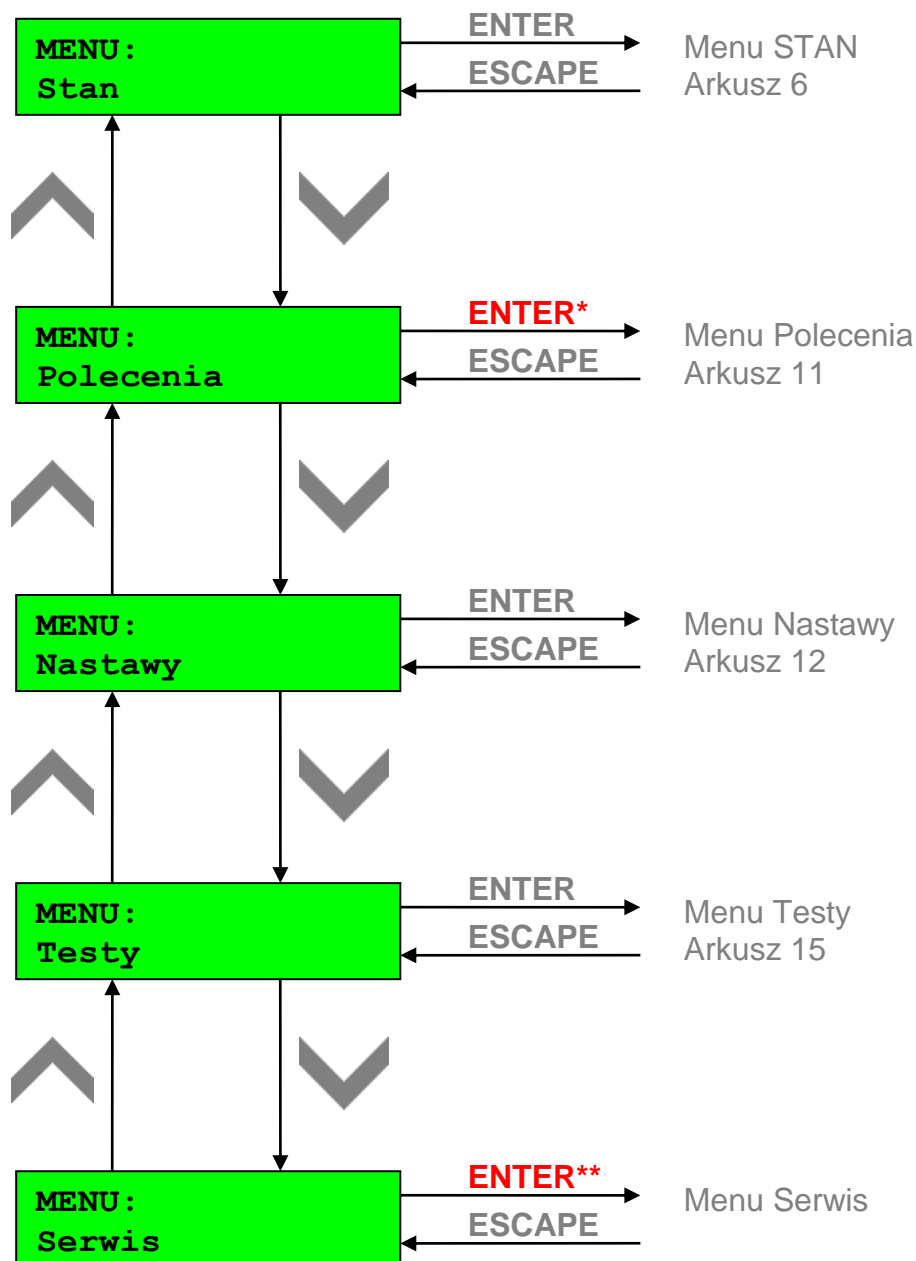 MENU:
Stan
ENTER
ESCAPE
Menu STAN
Arkusz 6
MENU:
Polecenia
ENTER*
ESCAPE
Menu Polecenia
Arkusz 11
MENU:
Nastawy
ENTER
ESCAPE
Menu Nastawy
Arkusz 12
MENU:
Testy
ENTER
ESCAPE
Menu Testy
Arkusz 15
MENU:
Serwis
ENTER**
ESCAPE
Menu Serwis